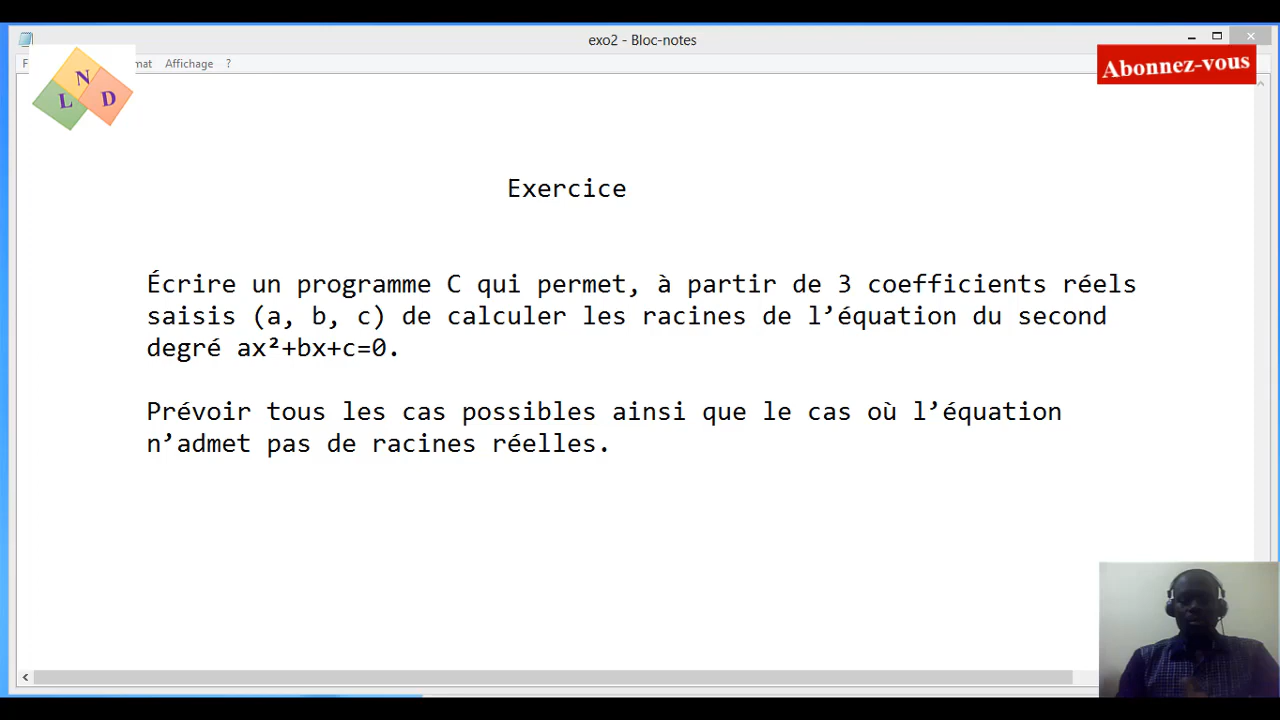 exo2 - Bloc-notes
F mat Affichage ?
N
L D
Abonnez-vous
Exercice
Écrire un programme C qui permet, à partir de 3 coefficients réels
saisis (a, b, c) de calculer les racines de l’équation du second
degré ax²+bx+c=0.
Prévoir tous les cas possibles ainsi que le cas où l’équation
n’admet pas de racines réelles.